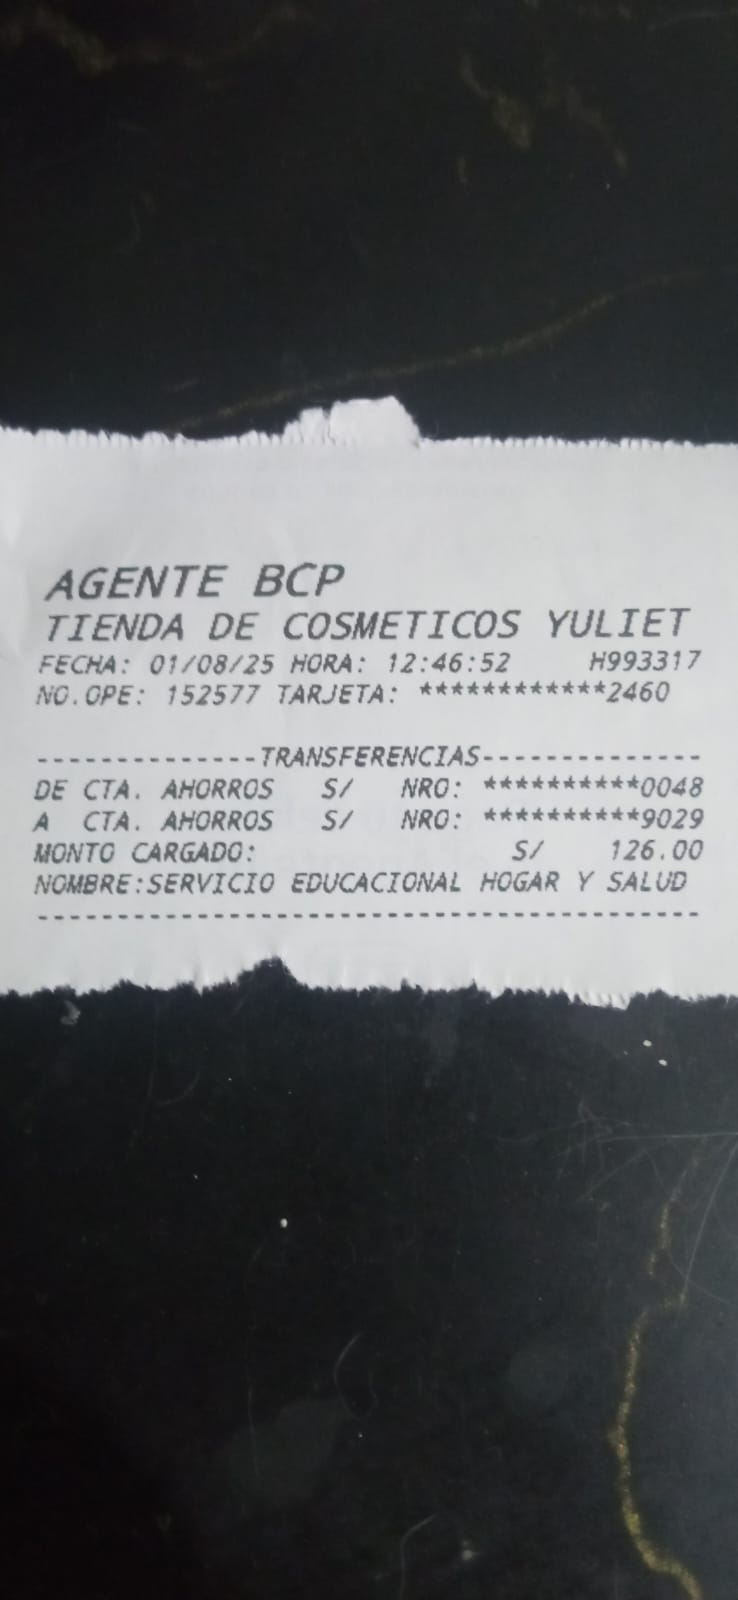 AGENTE BCP
TIENDA DE COSMETICOS YULIET
FECHA: 01/08/25 HORA: 12:46:52 H993317
NO.OPE: 152577 TARJETA: ************2460
--------------TRANSFERENCIAS--------------
DE CTA. AHORROS S/ NRO: **********0048
A CTA. AHORROS S/ NRO: **********9029
MONTO CARGADO: S/ 126.00
NOMBRE:SERVICIO EDUCACIONAL HOGAR Y SALUD
------------------------------------------